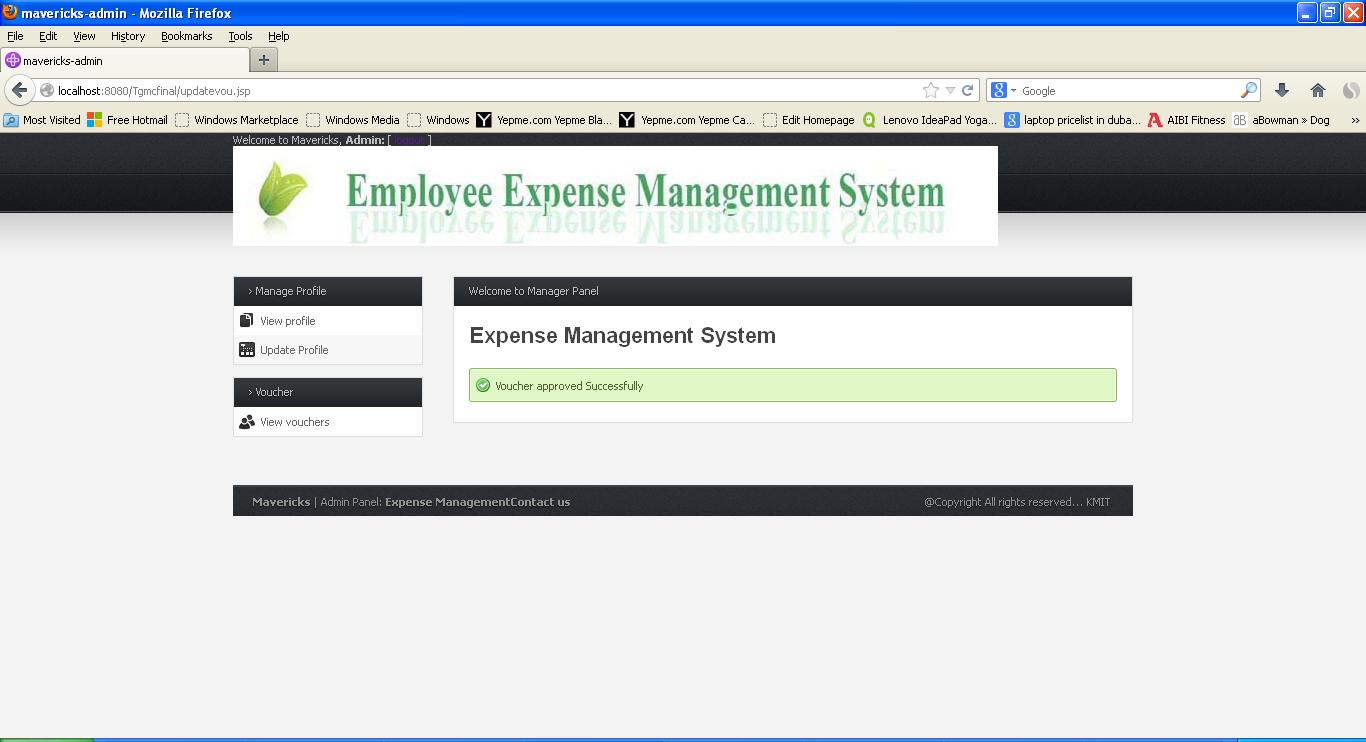 mavericks-admin - Mozilla Firefox
File Edit View History Bookmarks Tools Help
mavericks-admin
localhost:8080/Tgmcfinal/updatevou.jsp
Google
Most Visited Free Hotmail Windows Marketplace Windows Media Windows Yepme.com Yepme Bla... Yepme.com Yepme Ca... Edit Homepage Lenovo IdeaPad Yoga... laptop pricelist in duba... AIBI Fitness aBowman » Dog »
Welcome to Mavericks, Admin: [ logout ]
Employee Expense Management System
> Manage Profile
View profile
Update Profile
> Voucher
View vouchers
Welcome to Manager Panel
Expense Management System
Voucher approved Successfully
Mavericks | Admin Panel: Expense ManagementContact us
@Copyright All rights reserved... KMIT